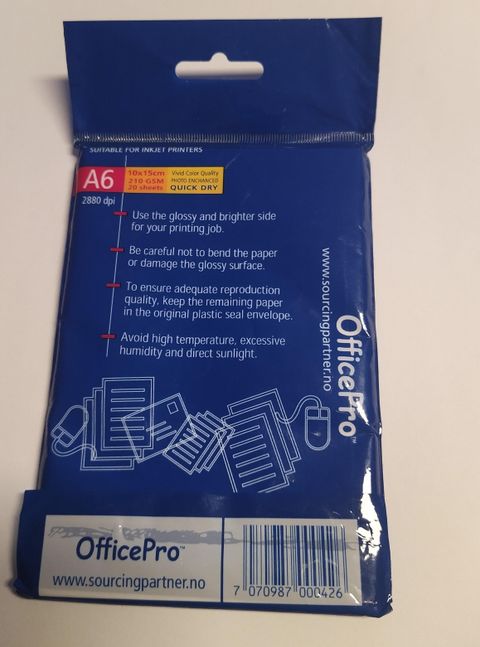 SUITABLE FOR INKJET PRINTERS
A6
10x15cm
210 GSM
20 sheets
Vivid Color Quality
PHOTO ENCHANCED
QUICK DRY
2880 dpi
Use the glossy and brighter side
for your printing job.
Be careful not to bend the paper
or damage the glossy surface.
To ensure adequate reproduction
quality, keep the remaining paper
in the original plastic seal envelope.
Avoid high temperature, excessive
humidity and direct sunlight.
www.sourcingpartner.no
OfficePro™
OfficePro™
www.sourcingpartner.no
7 070987 000426